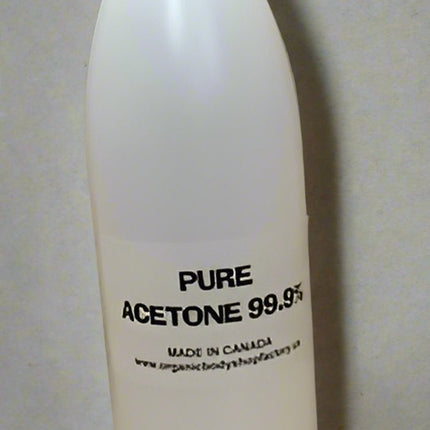 PURE
ACETONE 99.9%
MADE IN CANADA
www.organicbodyshopfactory.ca